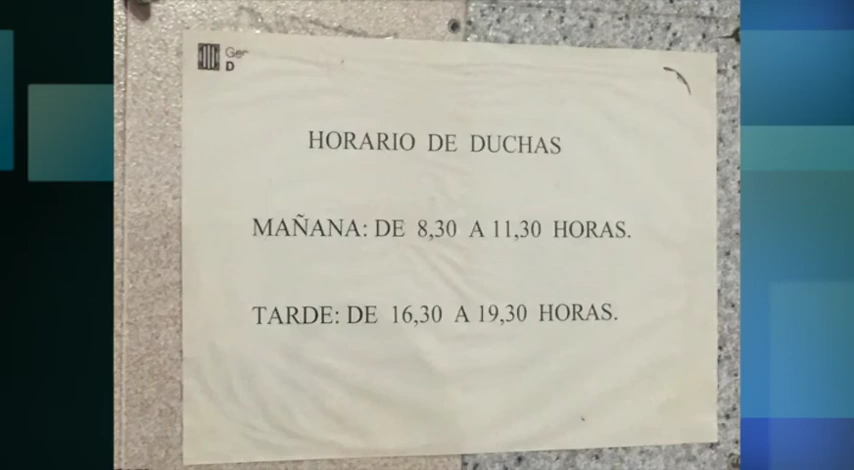 D
HORARIO DE DUCHAS
MAÑANA: DE 8,30 A 11,30 HORAS.
TARDE: DE 16,30 A 19,30 HORAS.